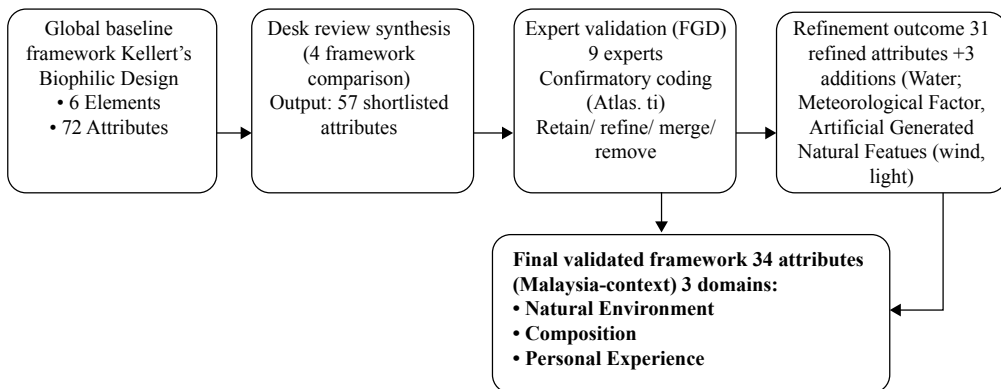 Global baseline
framework Kellert’s
Biophilic Design
• 6 Elements
• 72 Attributes
Desk review synthesis
(4 framework
comparison)
Output: 57 shortlisted
attributes
Expert validation (FGD)
9 experts
Confirmatory coding
(Atlas. ti)
Retain/ refine/ merge/
remove
Refinement outcome 31
refined attributes +3
additions (Water;
Meteorological Factor,
Artificial Generated
Natural Featues (wind,
light)
Final validated framework 34 attributes
(Malaysia-context) 3 domains:
• Natural Environment
• Composition
• Personal Experience